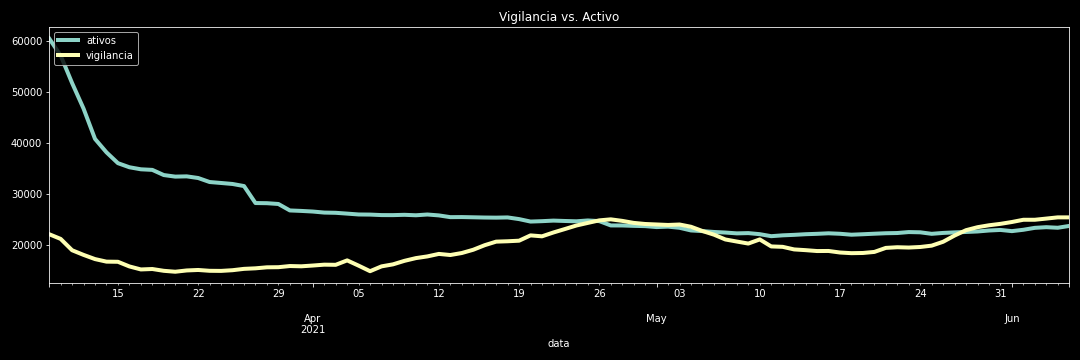 Vigilancia vs. Activo
ativos
vigilancia
60000
50000
40000
30000
20000
15 22 29 05 12 19 26 03 10 17 24 31
Apr May Jun
2021
data